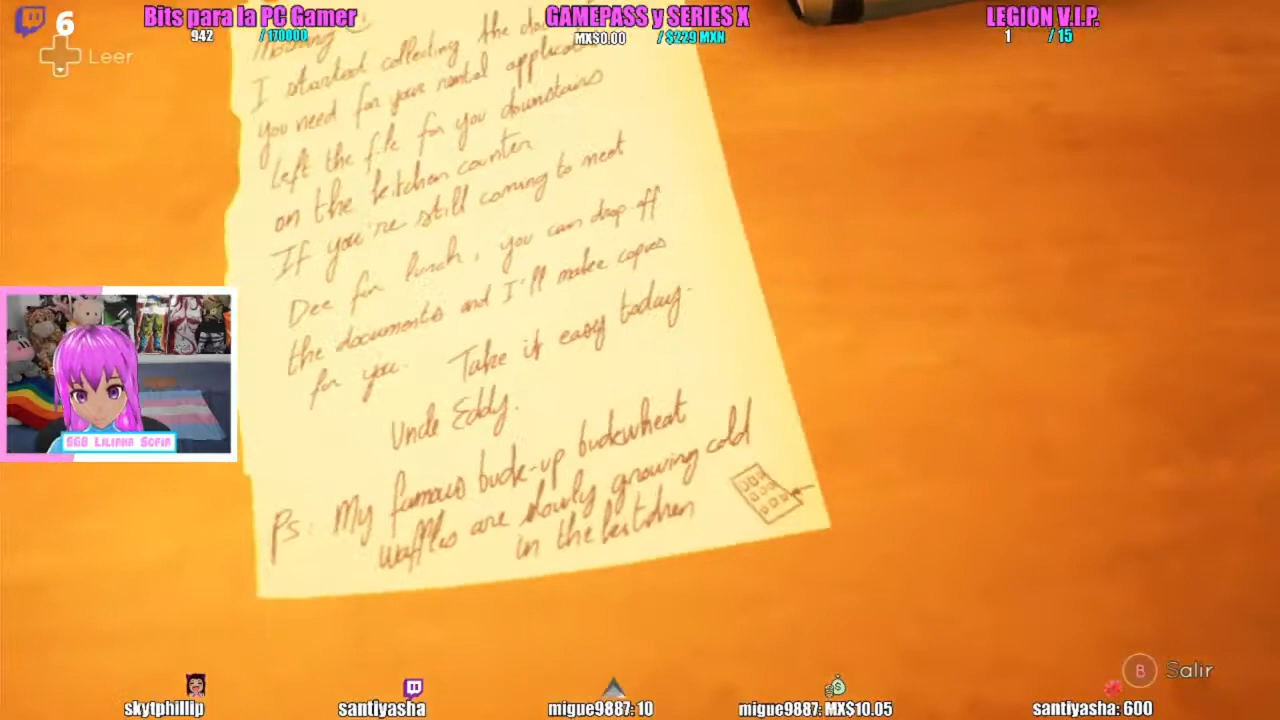 6
Leer
Bits para la PC Gamer
942 / 170000
GAMEPASS y SERIES X
MX$0.00 / $229 MXN
LEGION V.I.P.
1 / 15
Morning
I started collecting the
you need for your rental
left the file for you downstairs
on the kitchen counter
If you're still coming to meet
Dee for lunch, you can drop off
the documents and I'll make copies
for you. Take it easy today.
Uncle Eddy.
Ps: My famous buck-up buckwheat
waffles are slowly growing cold
in the kitchen
SGB Liliana Sofia
B Salir
skytphillip
santiyasha
migue9887: 10
migue9887: MX$10.05
santiyasha: 600